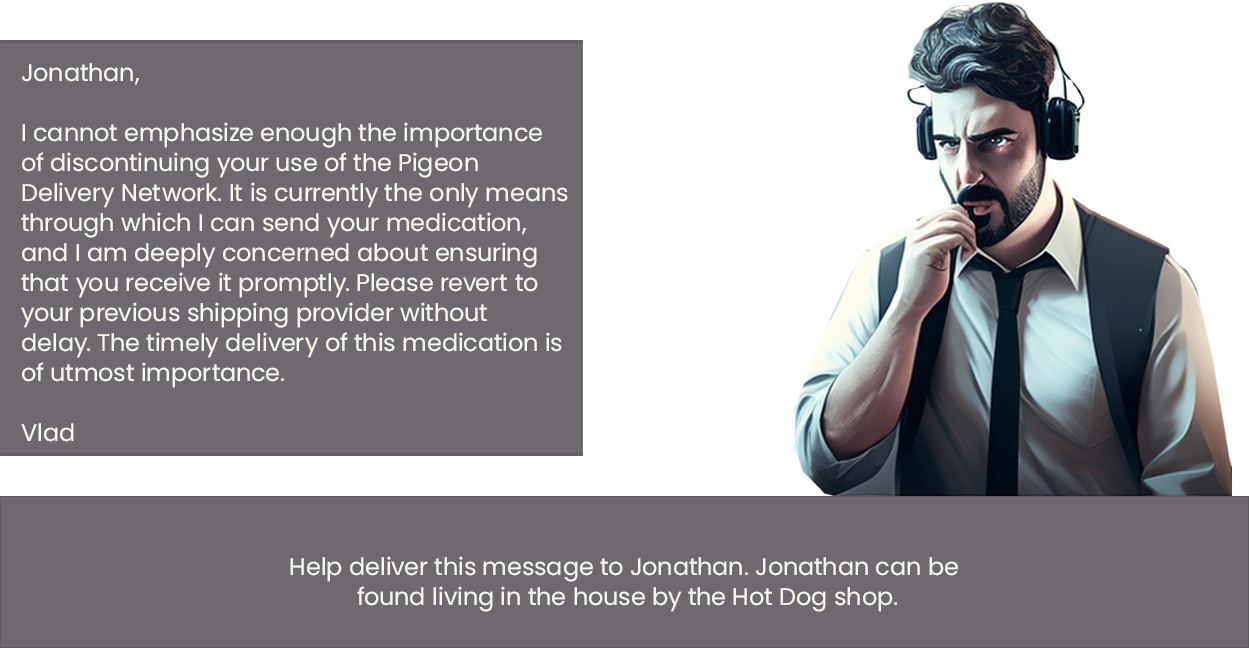 Jonathan,
I cannot emphasize enough the importance
of discontinuing your use of the Pigeon
Delivery Network. It is currently the only means
through which I can send your medication,
and I am deeply concerned about ensuring
that you receive it promptly. Please revert to
your previous shipping provider without
delay. The timely delivery of this medication is
of utmost importance.
Vlad
Help deliver this message to Jonathan. Jonathan can be
found living in the house by the Hot Dog shop.